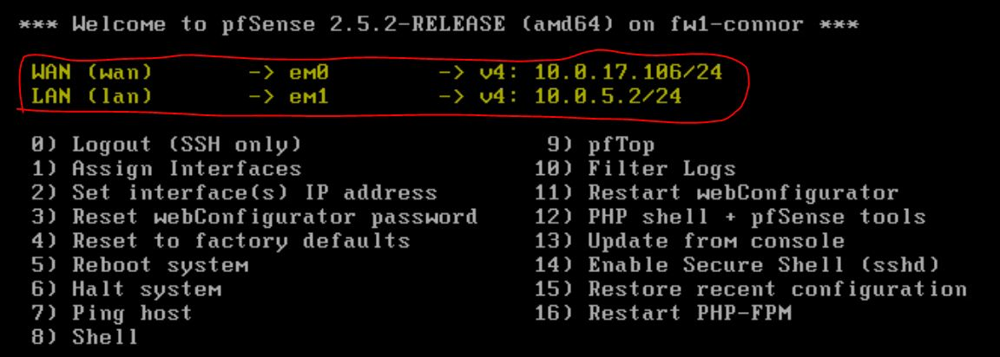 *** Welcome to pfSense 2.5.2-RELEASE (amd64) on fw1-connor ***
WAN (wan) -> em0 -> v4: 10.0.17.106/24
LAN (lan) -> em1 -> v4: 10.0.5.2/24
0) Logout (SSH only) 9) pfTop
1) Assign Interfaces 10) Filter Logs
2) Set interface(s) IP address 11) Restart webConfigurator
3) Reset webConfigurator password 12) PHP shell + pfSense tools
4) Reset to factory defaults 13) Update from console
5) Reboot system 14) Enable Secure Shell (sshd)
6) Halt system 15) Restore recent configuration
7) Ping host 16) Restart PHP-FPM
8) Shell